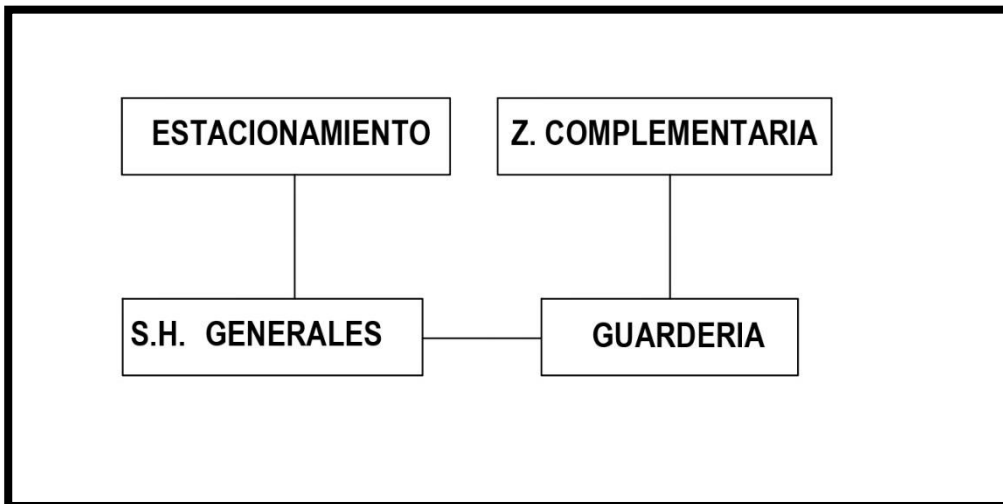 ESTACIONAMIENTO
Z. COMPLEMENTARIA
S.H. GENERALES
GUARDERIA